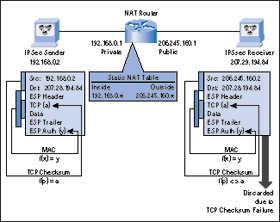 NAT Router
IPSec Sender
192.168.0.2
192.168.0.1
Private
206.245.160.1
Public
IPSec Receiver
207.29.194.84
Static NAT Table
Inside Outside
192.168.0.x 206.245.160.x
Src: 192.168.0.2
Dst: 207.29.194.84
ESP Header
TCP (a)
Data
ESP Trailer
ESP Auth (y)
MAC
f(x) = y
TCP Checksum
f(p) = a
Src: 206.245.160.2
Dst: 207.29.194.84
ESP Header
TCP (a)
Data
ESP Trailer
ESP Auth (y)
MAC
f(x) = y
TCP Checksum
f(p) <> a
Discarded
due to
TCP Checksum Failure